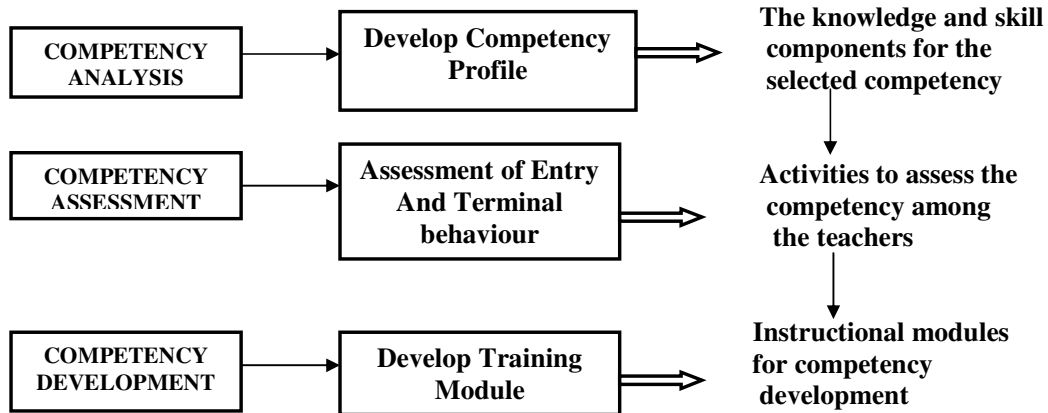 COMPETENCY
ANALYSIS
Develop Competency
Profile
The knowledge and skill
components for the
selected competency
COMPETENCY
ASSESSMENT
Assessment of Entry
And Terminal
behaviour
Activities to assess the
competency among
the teachers
COMPETENCY
DEVELOPMENT
Develop Training
Module
Instructional modules
for competency
development